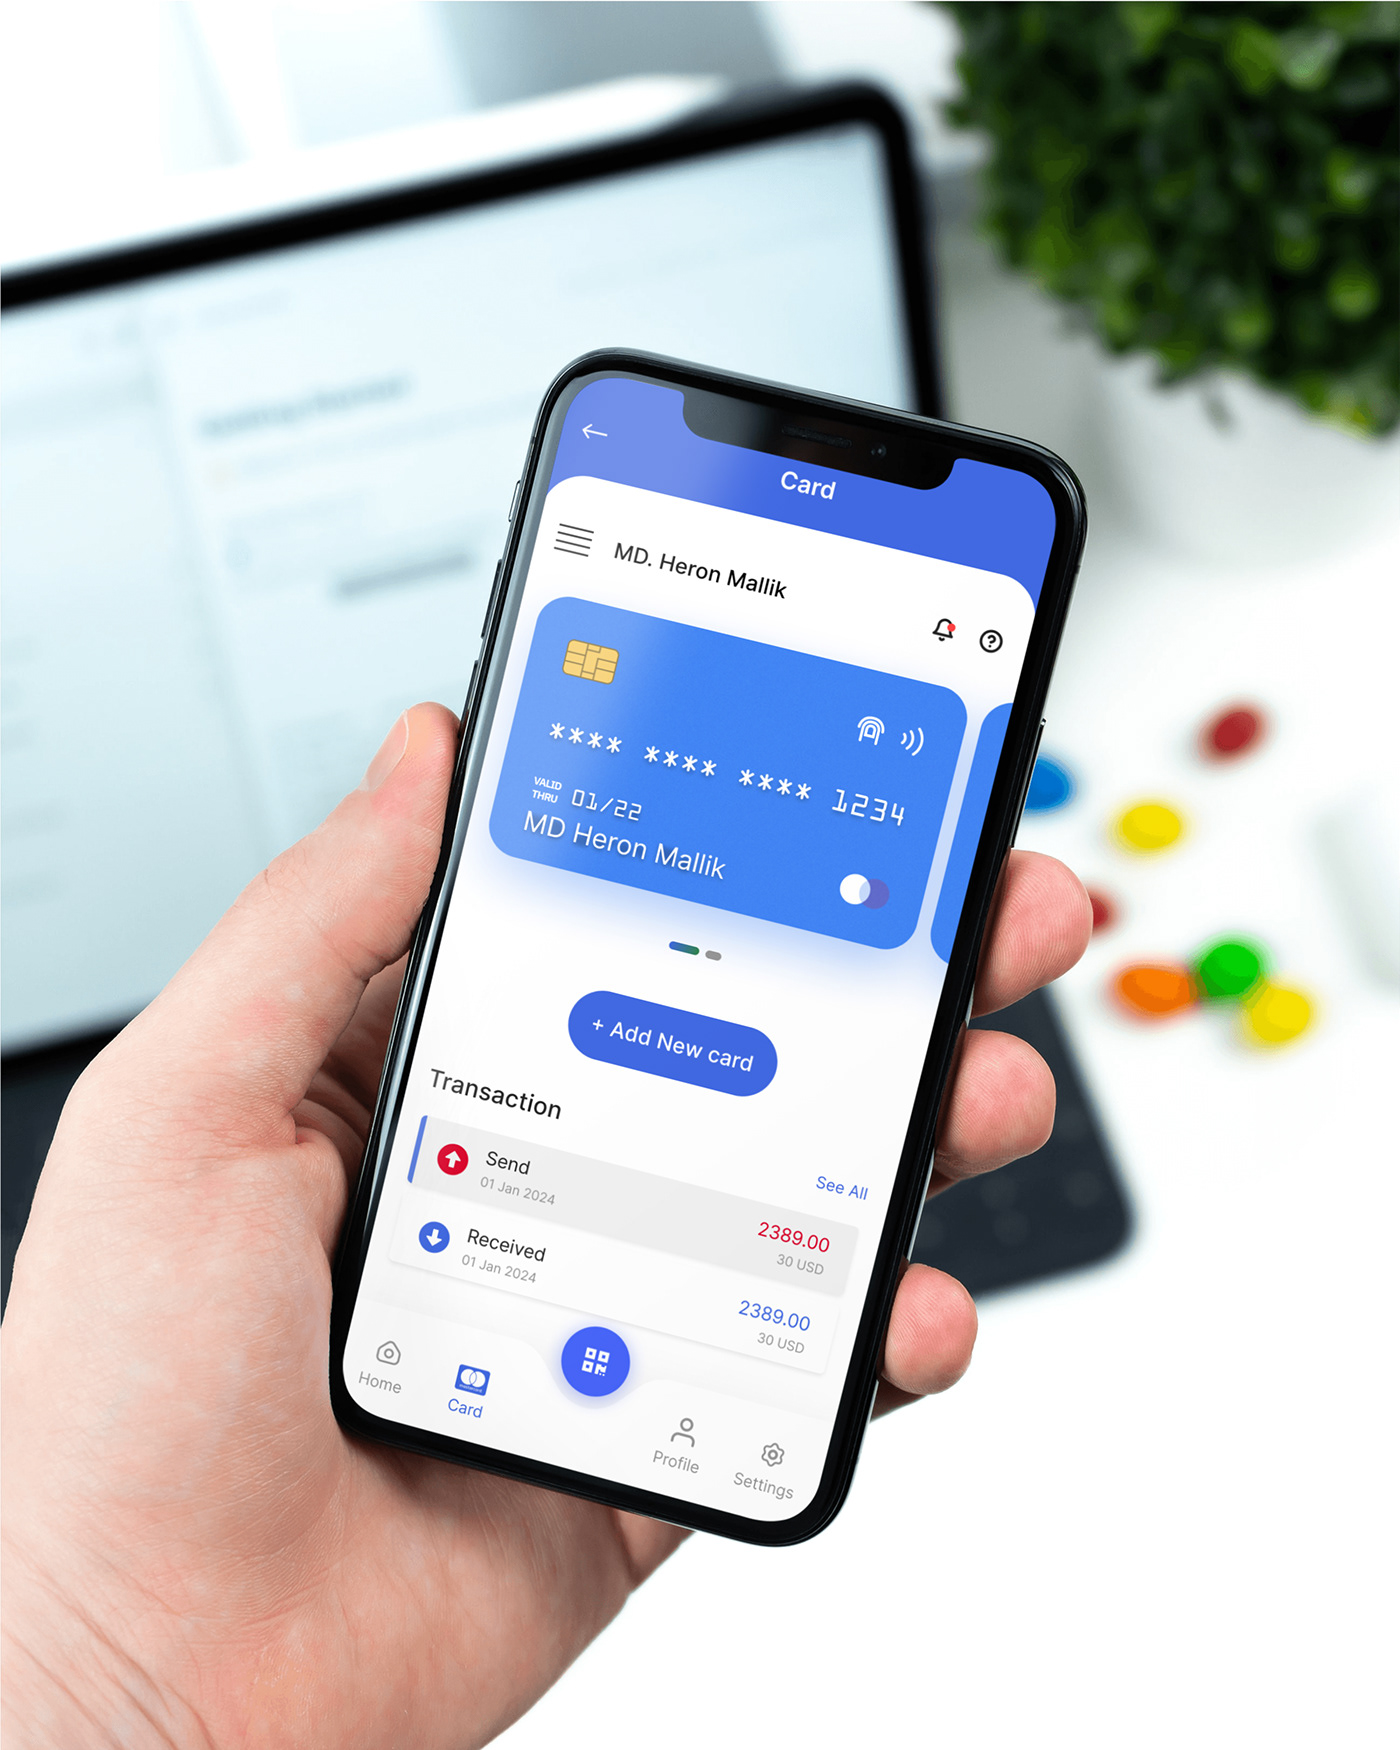 Card
MD. Heron Mallik
**** **** **** 1234
VALID
THRU 01/22
MD Heron Mallik
+ Add New card
Transaction
See All
Send
01 Jan 2024
2389.00
30 USD
Received
01 Jan 2024
2389.00
30 USD
Home
Card
Profile
Settings